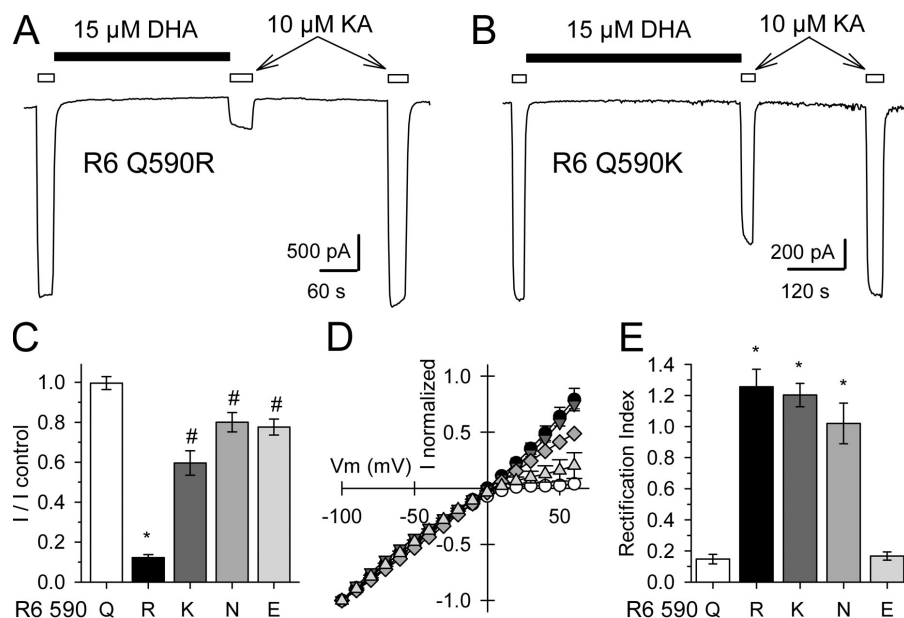 A
15 µM DHA
10 µM KA
R6 Q590R
500 pA
60 s
B
15 µM DHA
10 µM KA
R6 Q590K
200 pA
120 s
C
I / I control
1.0
0.8
0.6
0.4
0.2
0.0
*
#
#
#
R6 590 Q R K N E
D
I normalized
Vm (mV)
1.0
0.5
-100 -50 50
-0.5
-1.0
E
Rectification Index
1.4
1.2
1.0
0.8
0.6
0.4
0.2
0.0
*
*
*
R6 590 Q R K N E